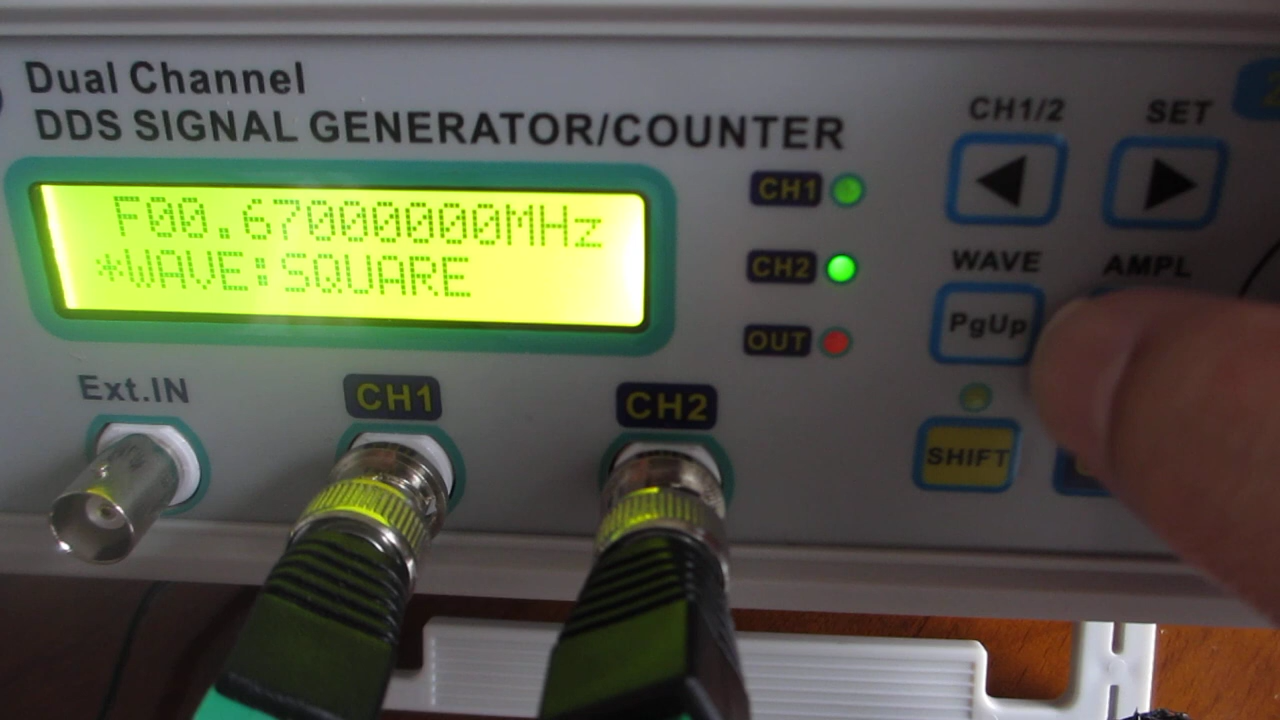 Dual Channel
DDS SIGNAL GENERATOR/COUNTER
F00.67000000MHz
*WAVE:SQUARE
CH1
CH2
OUT
CH1/2
SET
WAVE
AMPL
PgUp
SHIFT
Ext.IN
CH1
CH2